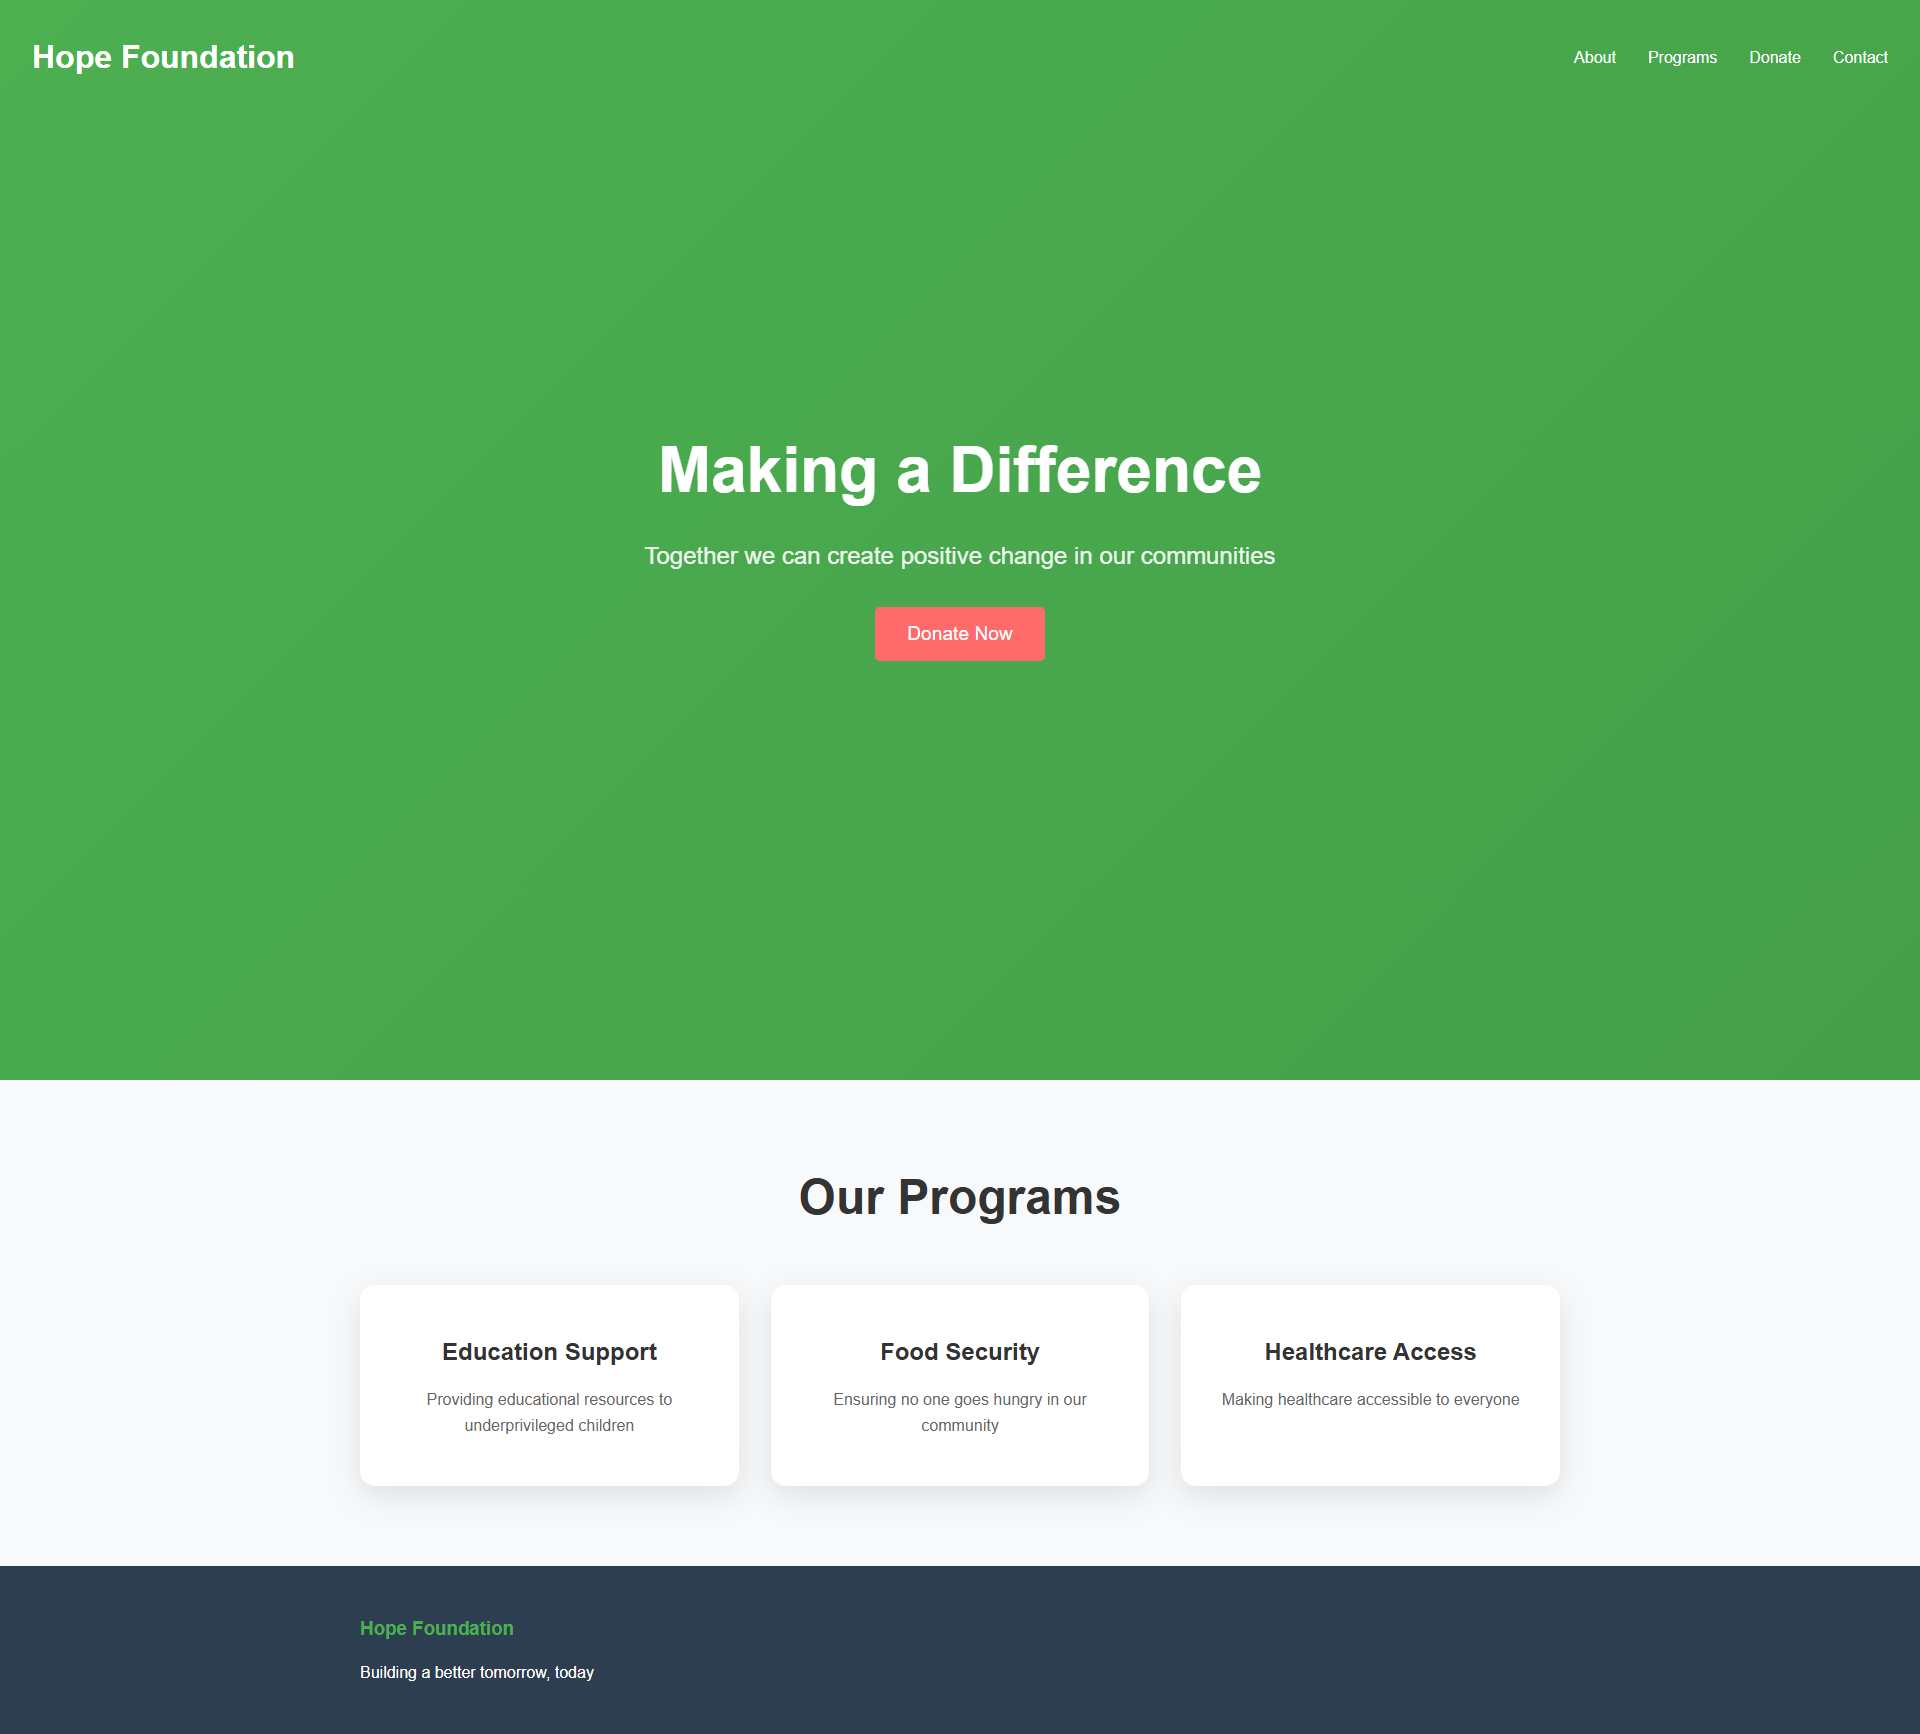 Hope Foundation
About
Programs
Donate
Contact
Making a Difference
Together we can create positive change in our communities
Donate Now
Our Programs
Education Support
Providing educational resources to
underprivileged children
Food Security
Ensuring no one goes hungry in our
community
Healthcare Access
Making healthcare accessible to everyone
Hope Foundation
Building a better tomorrow, today